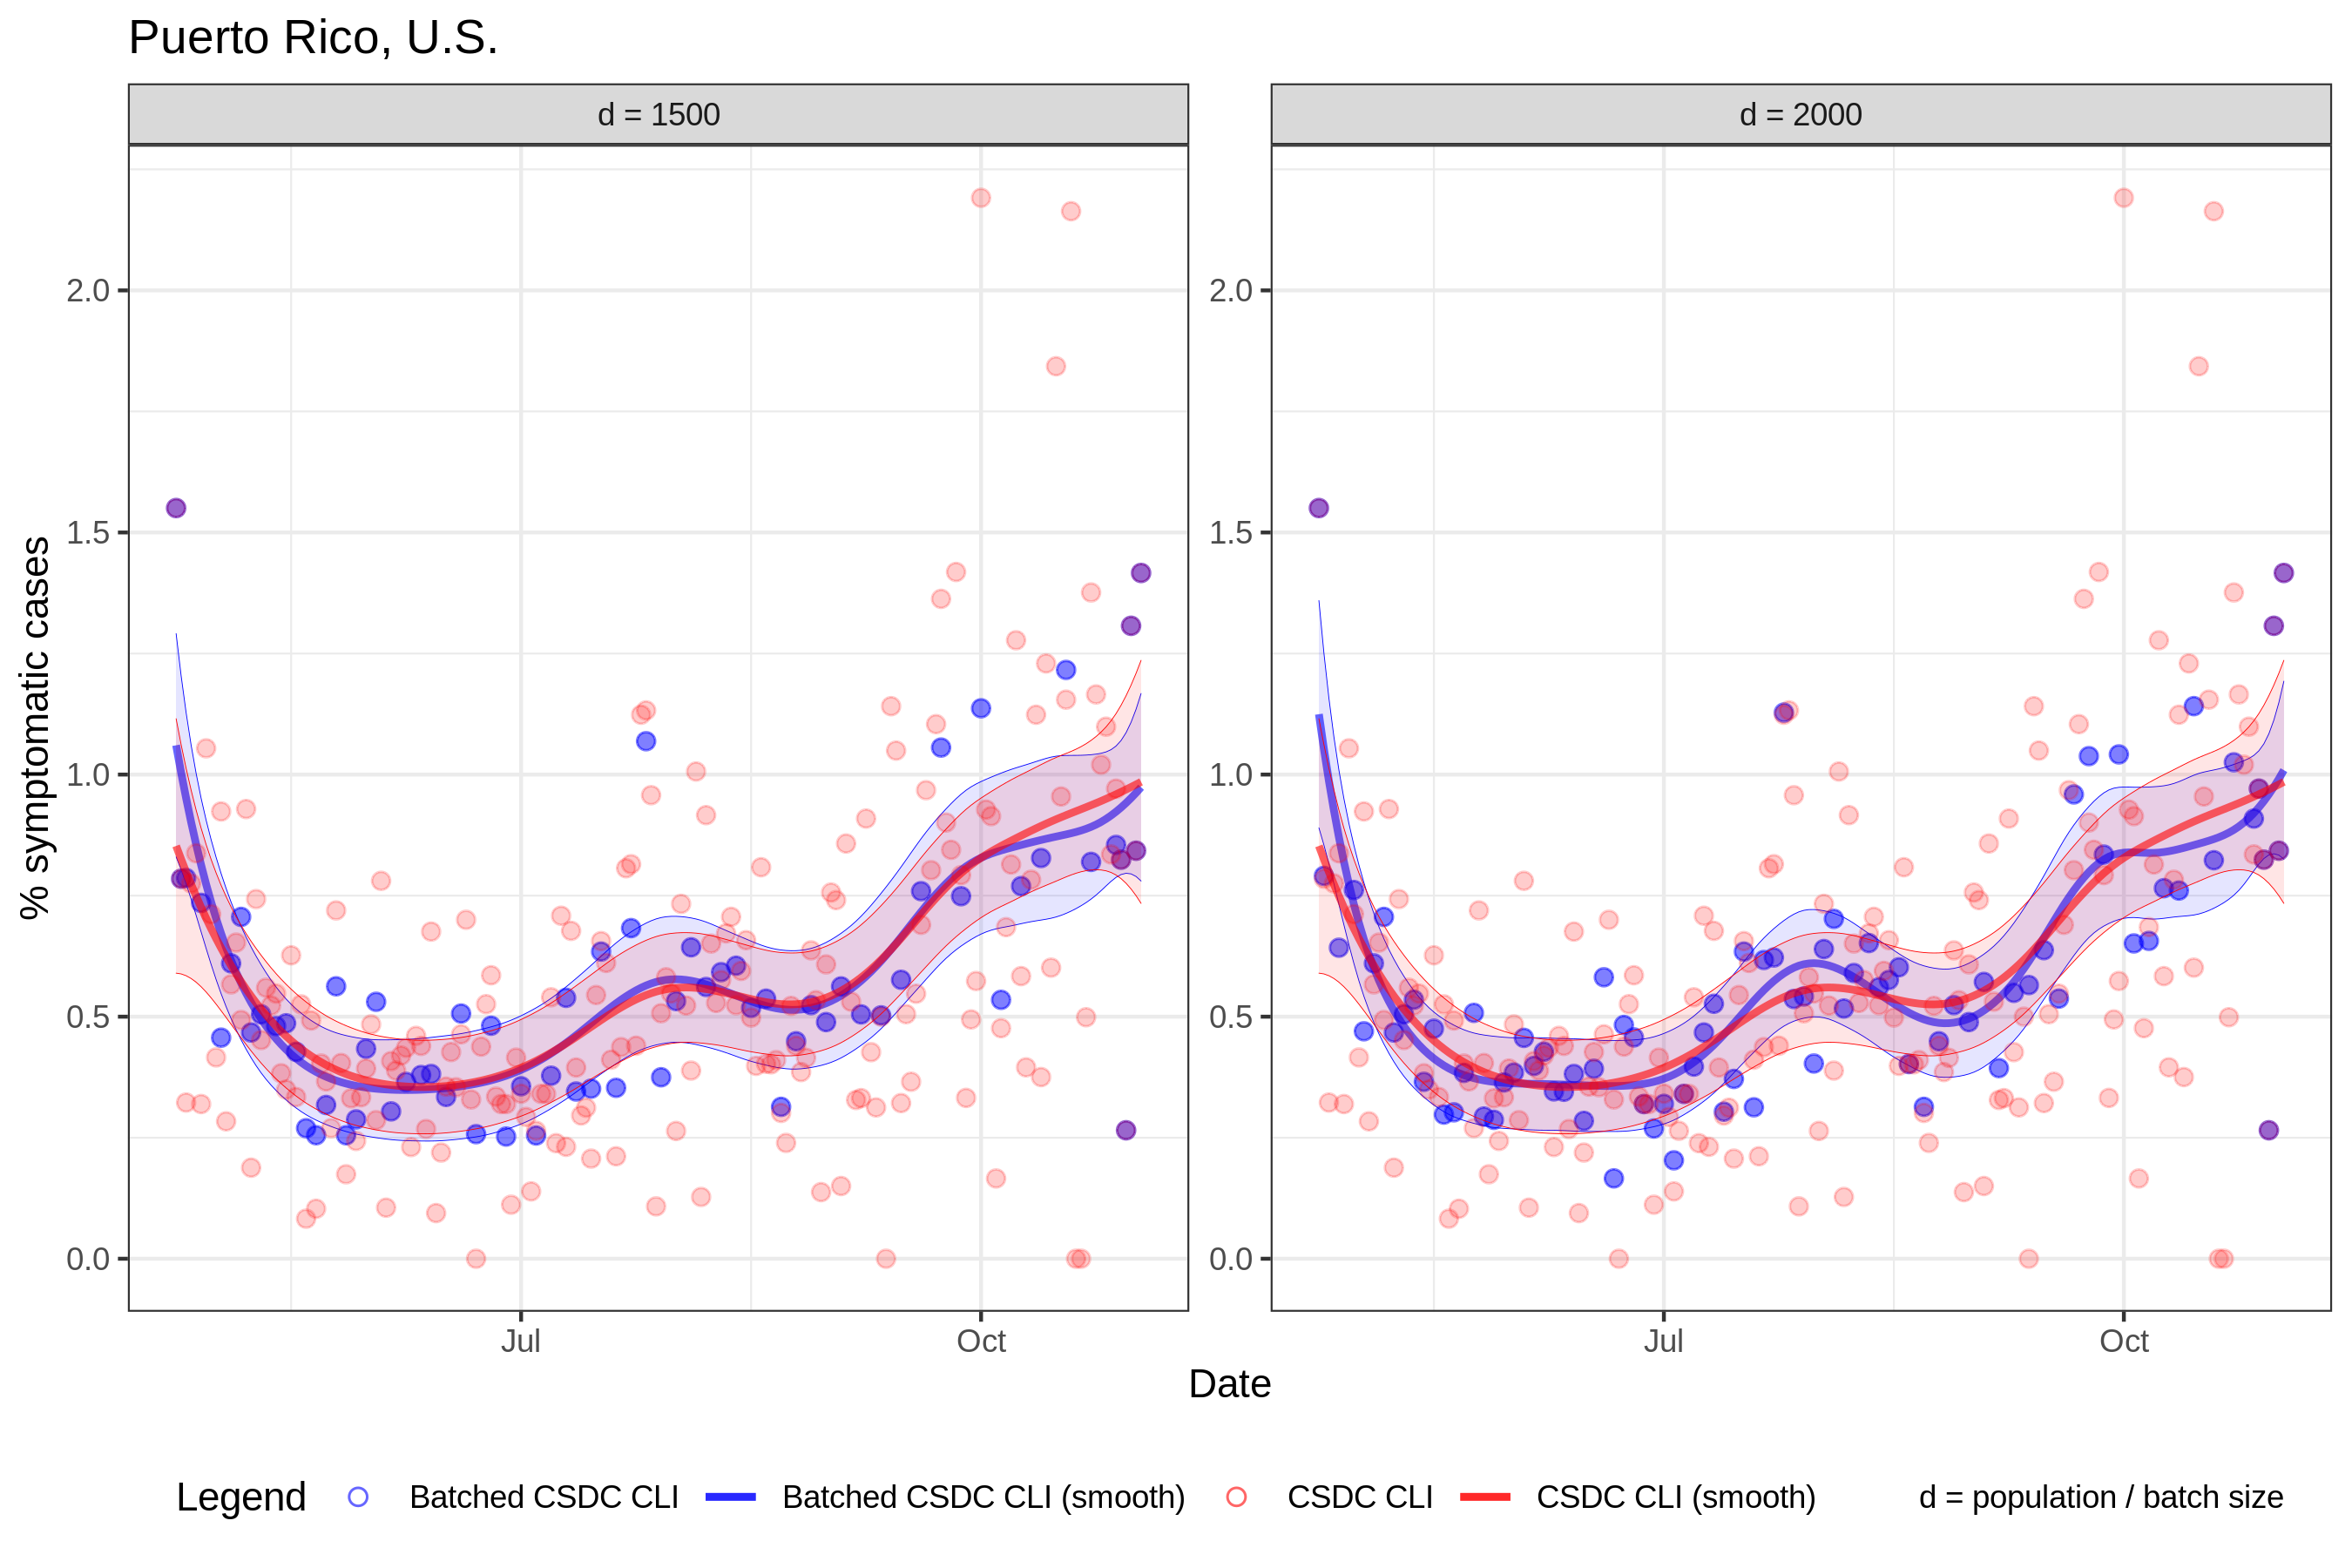 Puerto Rico, U.S.
d = 1500
d = 2000
% symptomatic cases
2.0
1.5
1.0
0.5
0.0
2.0
1.5
1.0
0.5
0.0
Jul
Oct
Jul
Oct
Date
Legend Batched CSDC CLI Batched CSDC CLI (smooth) CSDC CLI CSDC CLI (smooth) d = population / batch size